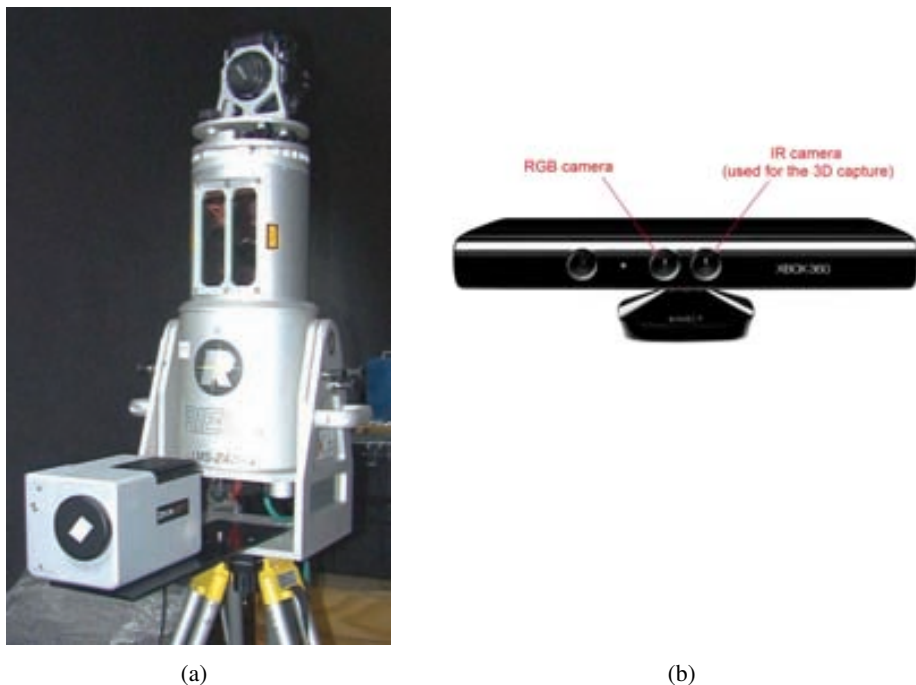 RGB camera
IR camera
(used for the 3D capture)
XBOX 360
R
(a)
(b)